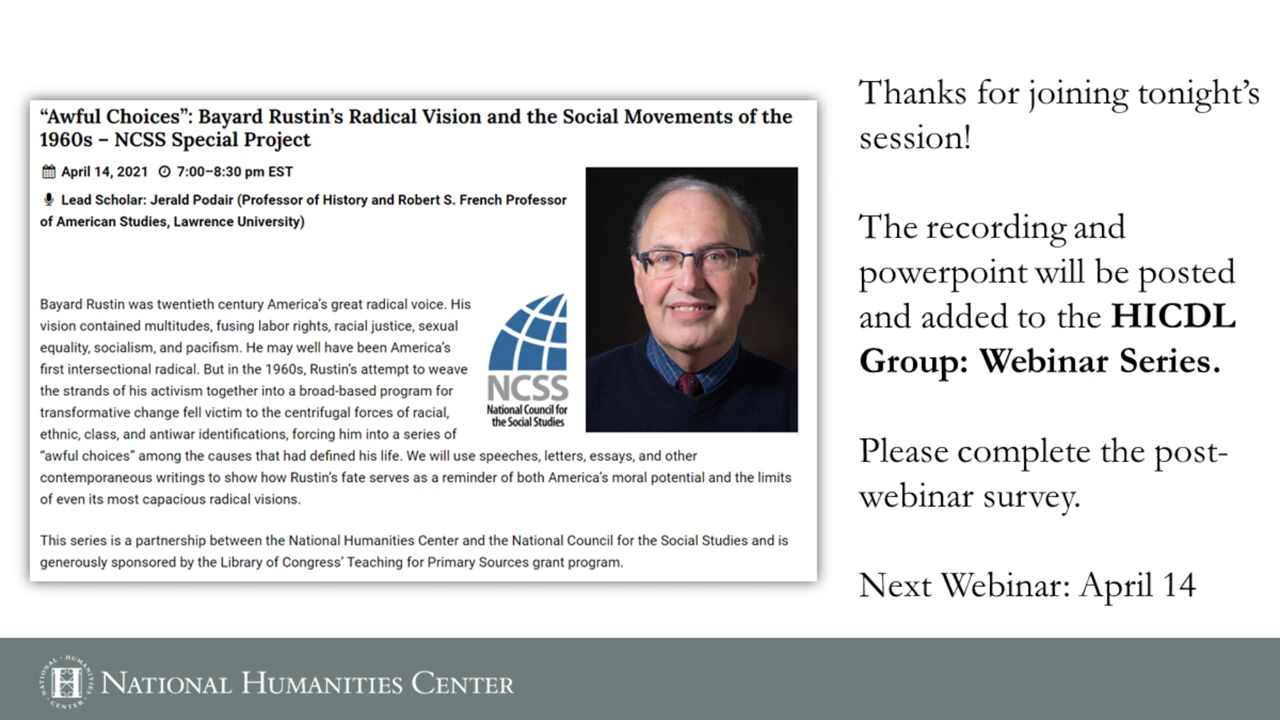 “Awful Choices”: Bayard Rustin’s Radical Vision and the Social Movements of the
1960s – NCSS Special Project
April 14, 2021 7:00–8:30 pm EST
Lead Scholar: Jerald Podair (Professor of History and Robert S. French Professor
of American Studies, Lawrence University)
Bayard Rustin was twentieth century America’s great radical voice. His
vision contained multitudes, fusing labor rights, racial justice, sexual
equality, socialism, and pacifism. He may well have been America’s
first intersectional radical. But in the 1960s, Rustin’s attempt to weave
the strands of his activism together into a broad-based program for
transformative change fell victim to the centrifugal forces of racial,
ethnic, class, and antiwar identifications, forcing him into a series of
“awful choices” among the causes that had defined his life. We will use speeches, letters, essays, and other
contemporaneous writings to show how Rustin’s fate serves as a reminder of both America’s moral potential and the limits
of even its most capacious radical visions.
NCSS
National Council for
the Social Studies
This series is a partnership between the National Humanities Center and the National Council for the Social Studies and is
generously sponsored by the Library of Congress’ Teaching for Primary Sources grant program.
Thanks for joining tonight’s
session!
The recording and
powerpoint will be posted
and added to the HICDL
Group: Webinar Series.
Please complete the post-
webinar survey.
Next Webinar: April 14
NATIONAL · HUMANITIES · CENTER
H
NATIONAL HUMANITIES CENTER